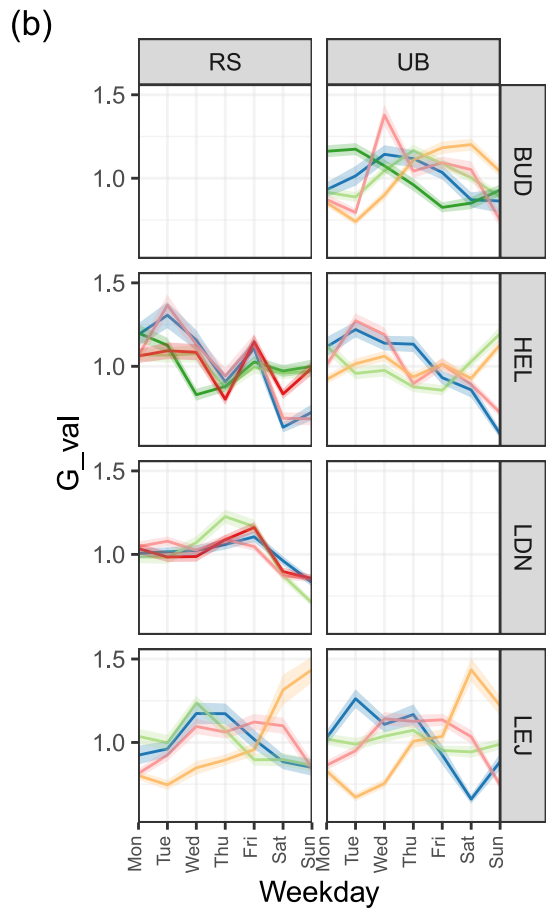 (b)
RS UB
1.5
1.0
BUD
1.5
1.0
HEL
G_val
1.5
1.0
LDN
1.5
1.0
LEJ
Mon Tue Wed Thu Fri Sat Sun Mon Tue Wed Thu Fri Sat Sun
Weekday